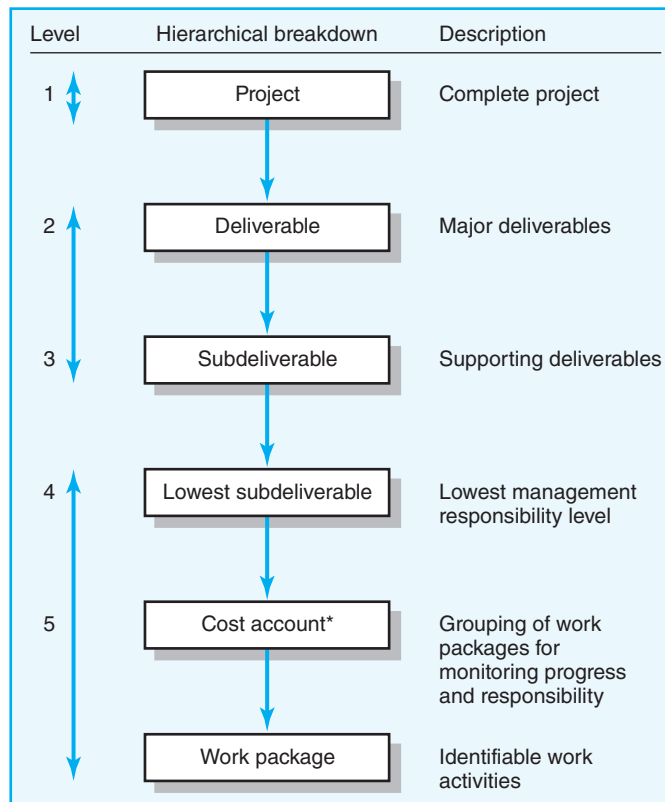 Level Hierarchical breakdown Description
1 Project Complete project
2 Deliverable Major deliverables
3 Subdeliverable Supporting deliverables
4 Lowest subdeliverable Lowest management
responsibility level
5 Cost account* Grouping of work
packages for
monitoring progress
and responsibility
Work package Identifiable work
activities